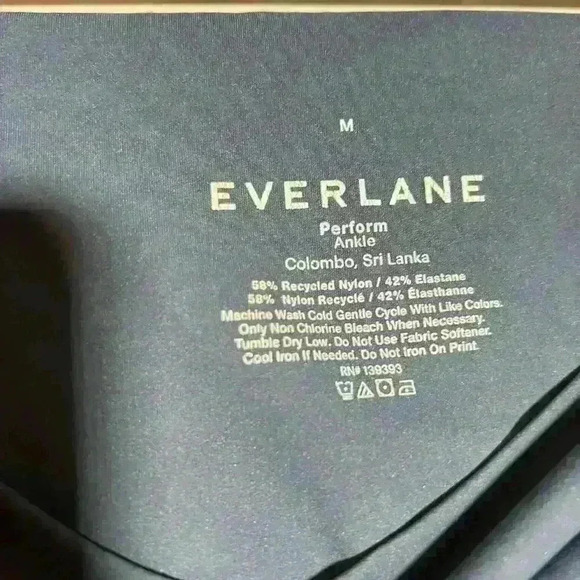 M
EVERLANE
Perform
Ankle
Colombo, Sri Lanka
58% Recycled Nylon / 42% Elastane
58% Nylon Recyclé / 42% Élasthanne
Machine Wash Cold Gentle Cycle With Like Colors.
Only Non Chlorine Bleach When Necessary.
Tumble Dry Low. Do Not Use Fabric Softener.
Cool Iron If Needed. Do Not Iron On Print.
RN# 139393